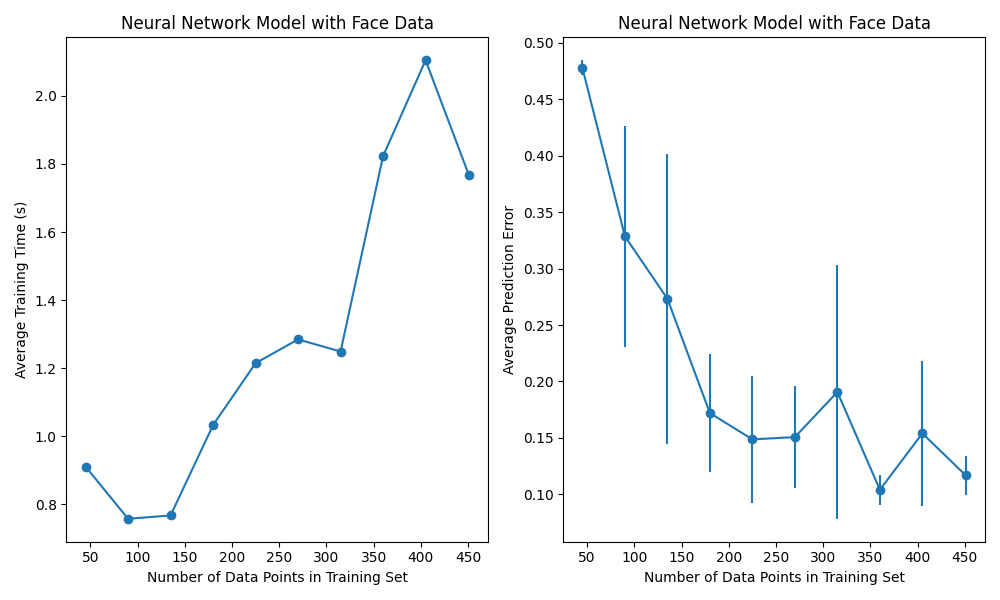 Neural Network Model with Face Data
Average Training Time (s)
2.0
1.8
1.6
1.4
1.2
1.0
0.8
50 100 150 200 250 300 350 400 450
Number of Data Points in Training Set
Neural Network Model with Face Data
Average Prediction Error
0.50
0.45
0.40
0.35
0.30
0.25
0.20
0.15
0.10
50 100 150 200 250 300 350 400 450
Number of Data Points in Training Set